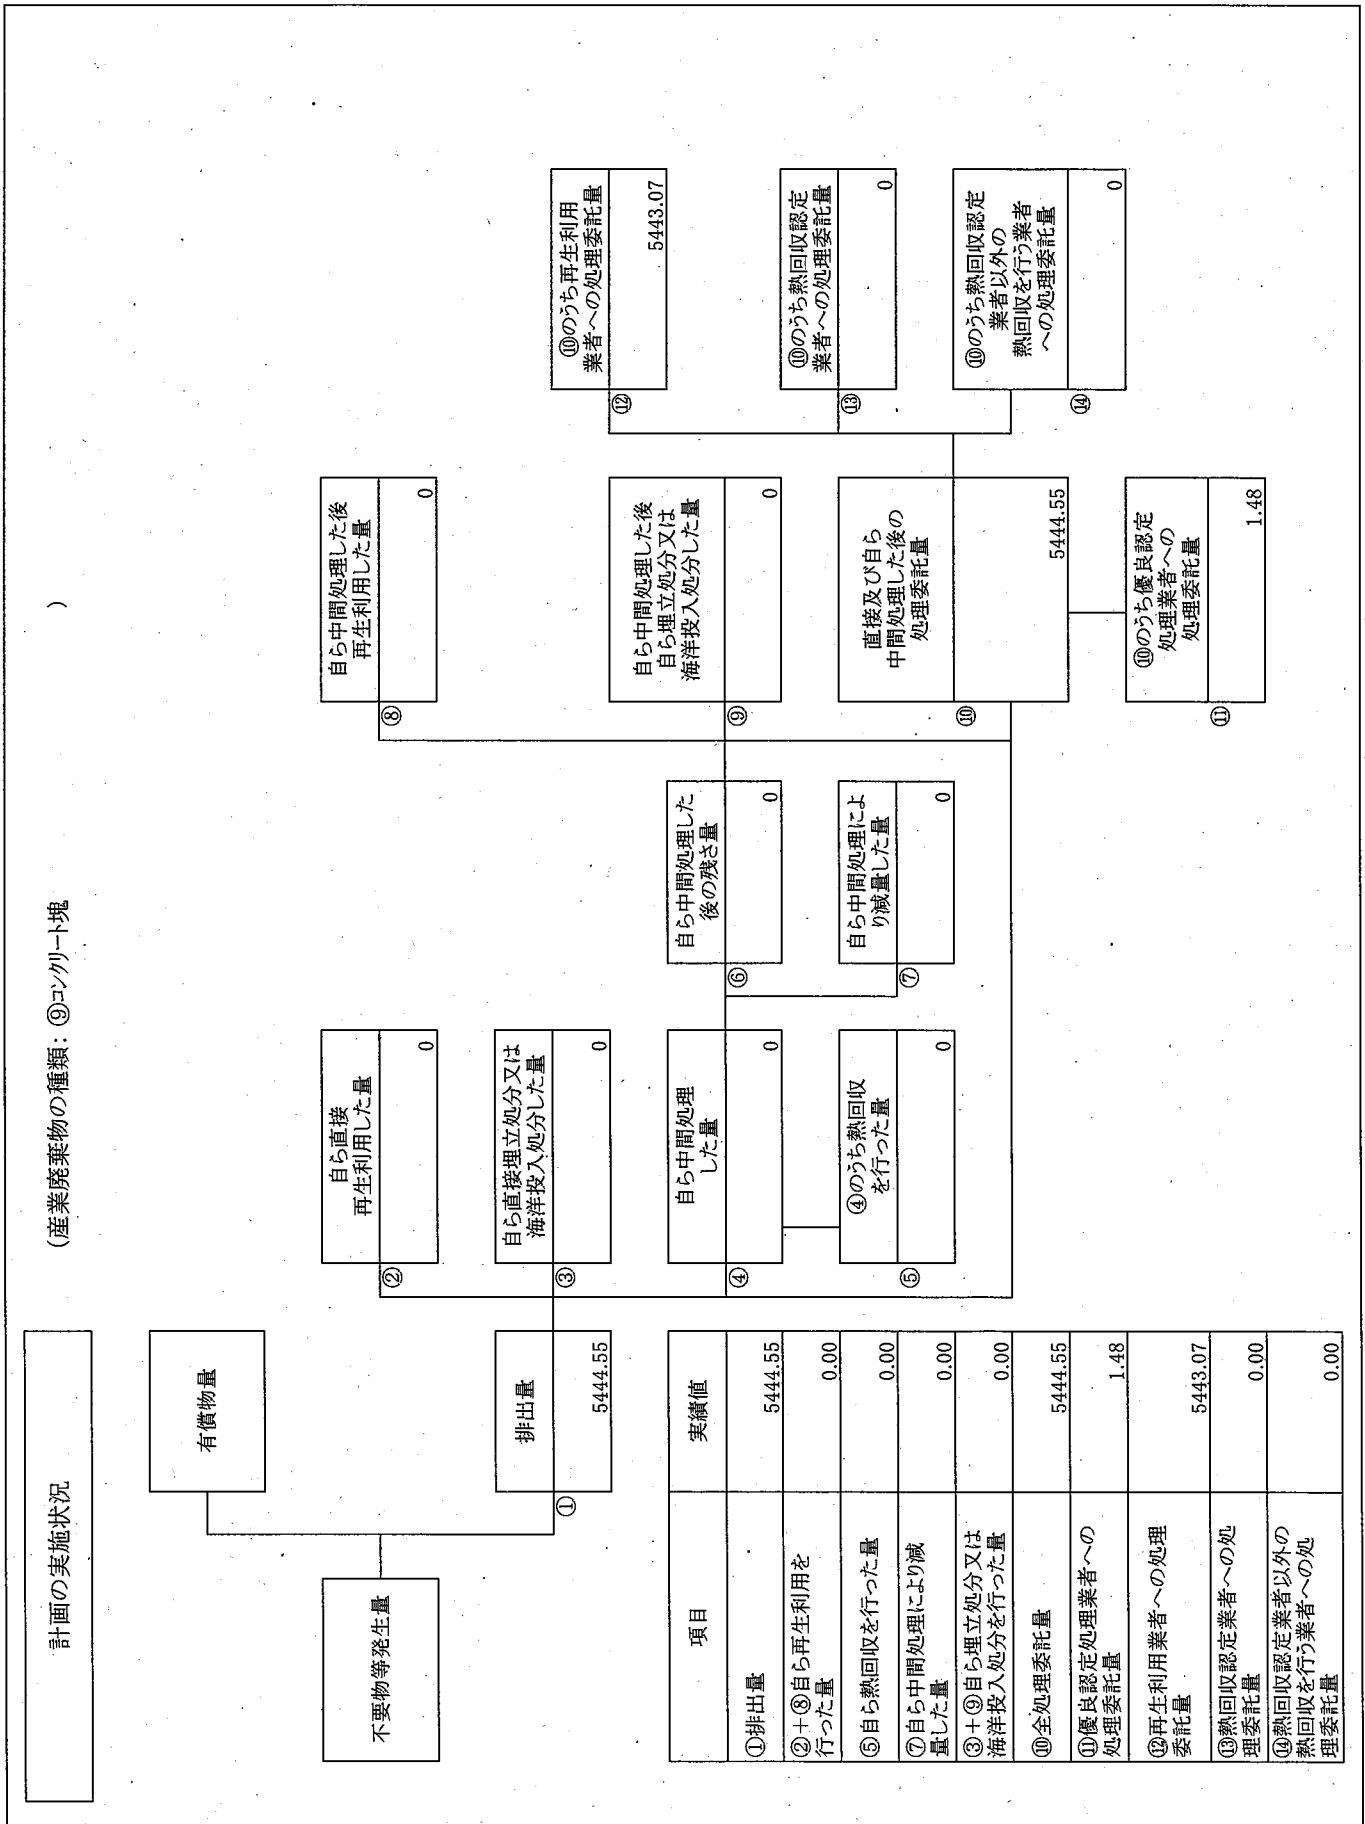 計画の実施状況
(産業廃棄物の種類：⑨コンクリート塊
)
不要物等発生量
有償物量
①
排出量
5444.55
②
自ら直接
再生利用した量
0
③
自ら直接埋立処分又は
海洋投入処分した量
0
④
自ら中間処理
した量
0
⑤
④のうち熱回収
を行った量
0
⑥
自ら中間処理した
後の残さ量
0
⑦
自ら中間処理によ
り減量した量
0
⑧
自ら中間処理した後
再生利用した量
0
⑨
自ら中間処理した後
自ら埋立処分又は
海洋投入処分した量
0
⑩
直接及び自ら
中間処理した後の
処理委託量
5444.55
⑪
⑩のうち優良認定
処理業者への
処理委託量
1.48
⑫
⑩のうち再生利用
業者への処理委託量
5443.07
⑬
⑩のうち熱回収認定
業者への処理委託量
0
⑭
⑩のうち熱回収認定
業者以外の
熱回収を行う業者
への処理委託量
0
項目 実績値
①排出量 5444.55
②+⑧自ら再生利用を
行った量 0.00
⑤自ら熱回収を行った量 0.00
⑦自ら中間処理により減
量した量 0.00
③+⑨自ら埋立処分又は
海洋投入処分を行った量 0.00
⑩全処理委託量 5444.55
⑪優良認定処理業者への
処理委託量 1.48
⑫再生利用業者への処理
委託量 5443.07
⑬熱回収認定業者への処
理委託量 0.00
⑭熱回収認定業者以外の
熱回収を行う業者への処
理委託量 0.00